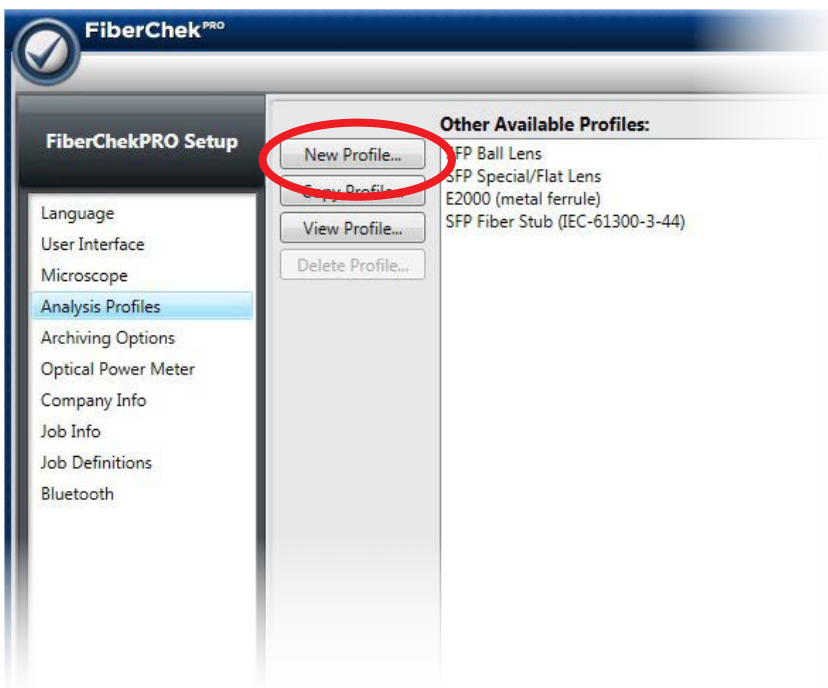 FiberChek PRO
FiberChekPRO Setup
Language
User Interface
Microscope
Analysis Profiles
Archiving Options
Optical Power Meter
Company Info
Job Info
Job Definitions
Bluetooth
New Profile...
Copy Profile...
View Profile...
Delete Profile...
Other Available Profiles:
SFP Ball Lens
SFP Special/Flat Lens
E2000 (metal ferrule)
SFP Fiber Stub (IEC-61300-3-44)